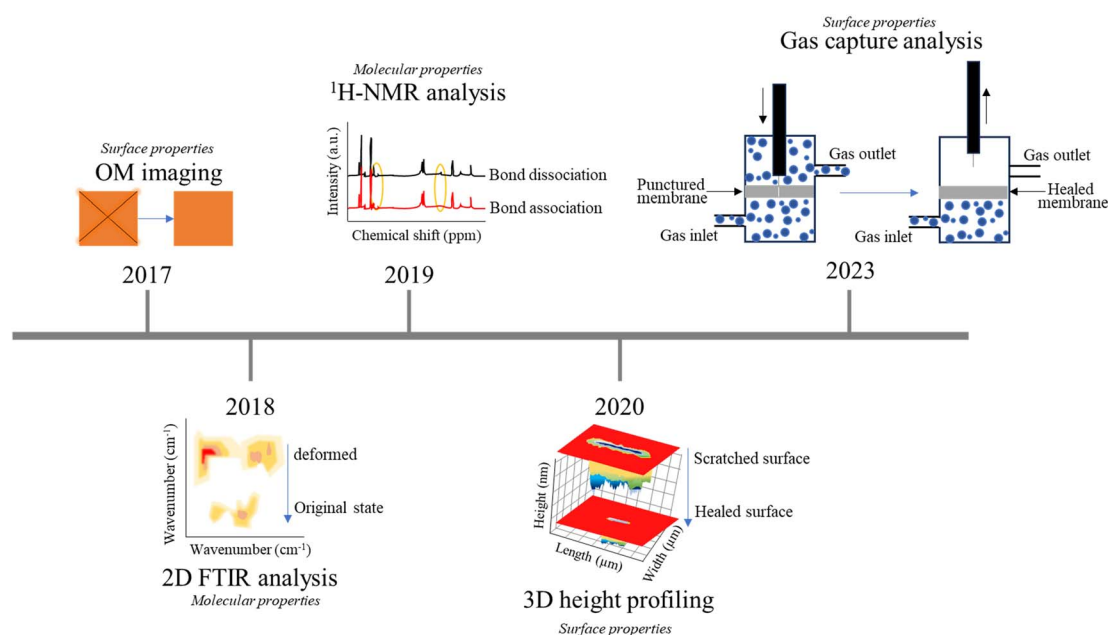 Surface properties
OM imaging
2017
Molecular properties
¹H-NMR analysis
Intensity (a.u.)
Bond dissociation
Bond association
Chemical shift (ppm)
2019
Surface properties
Gas capture analysis
Gas outlet
Punctured
membrane
Gas inlet
Gas outlet
Healed
membrane
Gas inlet
2023
2018
Wavenumber (cm⁻¹)
deformed
Original state
Wavenumber (cm⁻¹)
2D FTIR analysis
Molecular properties
2020
Height (nm)
Scratched surface
Healed surface
Length (µm)
Width (µm)
3D height profiling
Surface properties